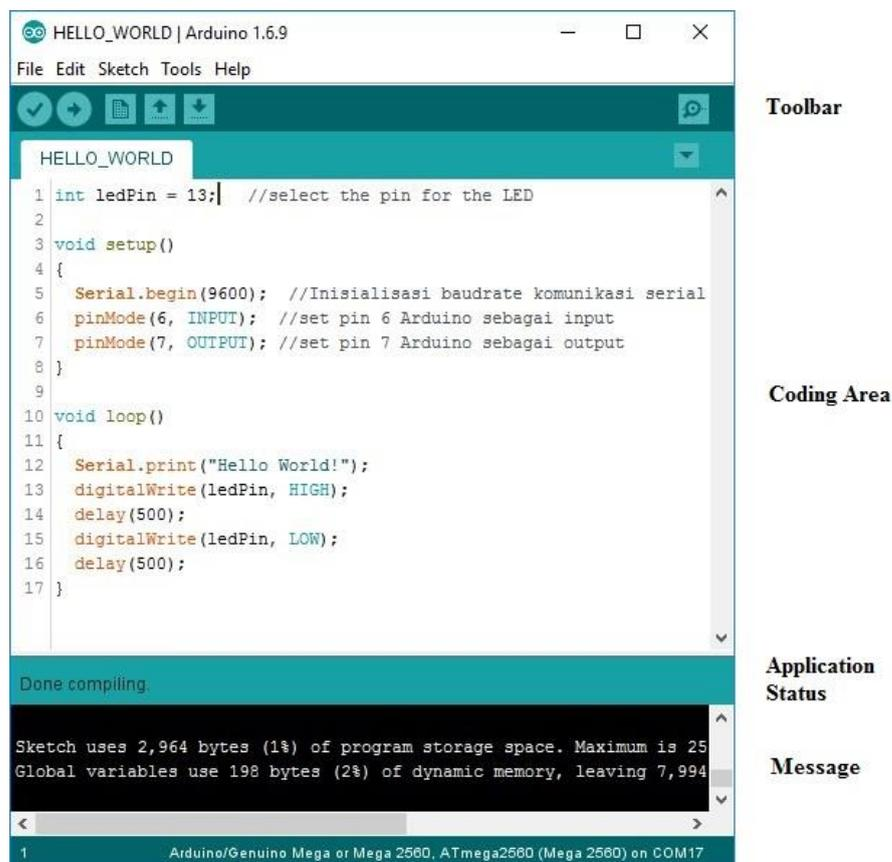 HELLO_WORLD | Arduino 1.6.9
File Edit Sketch Tools Help
Toolbar
HELLO_WORLD
1 int ledPin = 13; //select the pin for the LED
2
3 void setup()
4 {
5 Serial.begin(9600); //Inisialisasi baudrate komunikasi serial
6 pinMode(6, INPUT); //set pin 6 Arduino sebagai input
7 pinMode(7, OUTPUT); //set pin 7 Arduino sebagai output
8 }
9
Coding Area
10 void loop()
11 {
12 Serial.print("Hello World!");
13 digitalWrite(ledPin, HIGH);
14 delay(500);
15 digitalWrite(ledPin, LOW);
16 delay(500);
17 }
Application
Status
Done compiling.
Sketch uses 2,964 bytes (1%) of program storage space. Maximum is 25
Global variables use 198 bytes (2%) of dynamic memory, leaving 7,994
Message
1 Arduino/Genuino Mega or Mega 2560, ATmega2560 (Mega 2560) on COM17